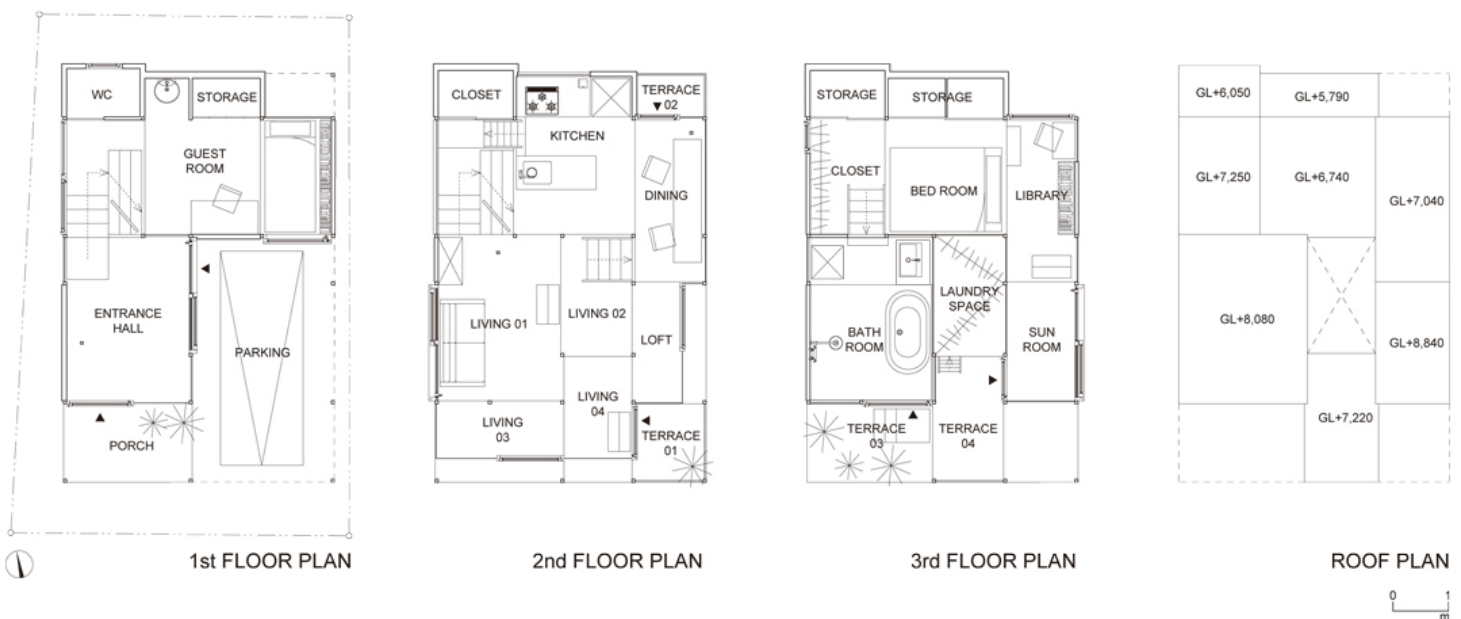 WC
STORAGE
GUEST
ROOM
ENTRANCE
HALL
PARKING
PORCH
1st FLOOR PLAN
CLOSET
TERRACE
02
KITCHEN
DINING
LIVING 01
LIVING 02
LOFT
LIVING
04
LIVING
03
TERRACE
01
2nd FLOOR PLAN
STORAGE
STORAGE
CLOSET
BED ROOM
LIBRARY
LAUNDRY
SPACE
BATH
ROOM
SUN
ROOM
TERRACE
03
TERRACE
04
3rd FLOOR PLAN
GL+6,050
GL+5,790
GL+7,250
GL+6,740
GL+7,040
GL+8,080
GL+8,840
GL+7,220
ROOF PLAN
0 1
m